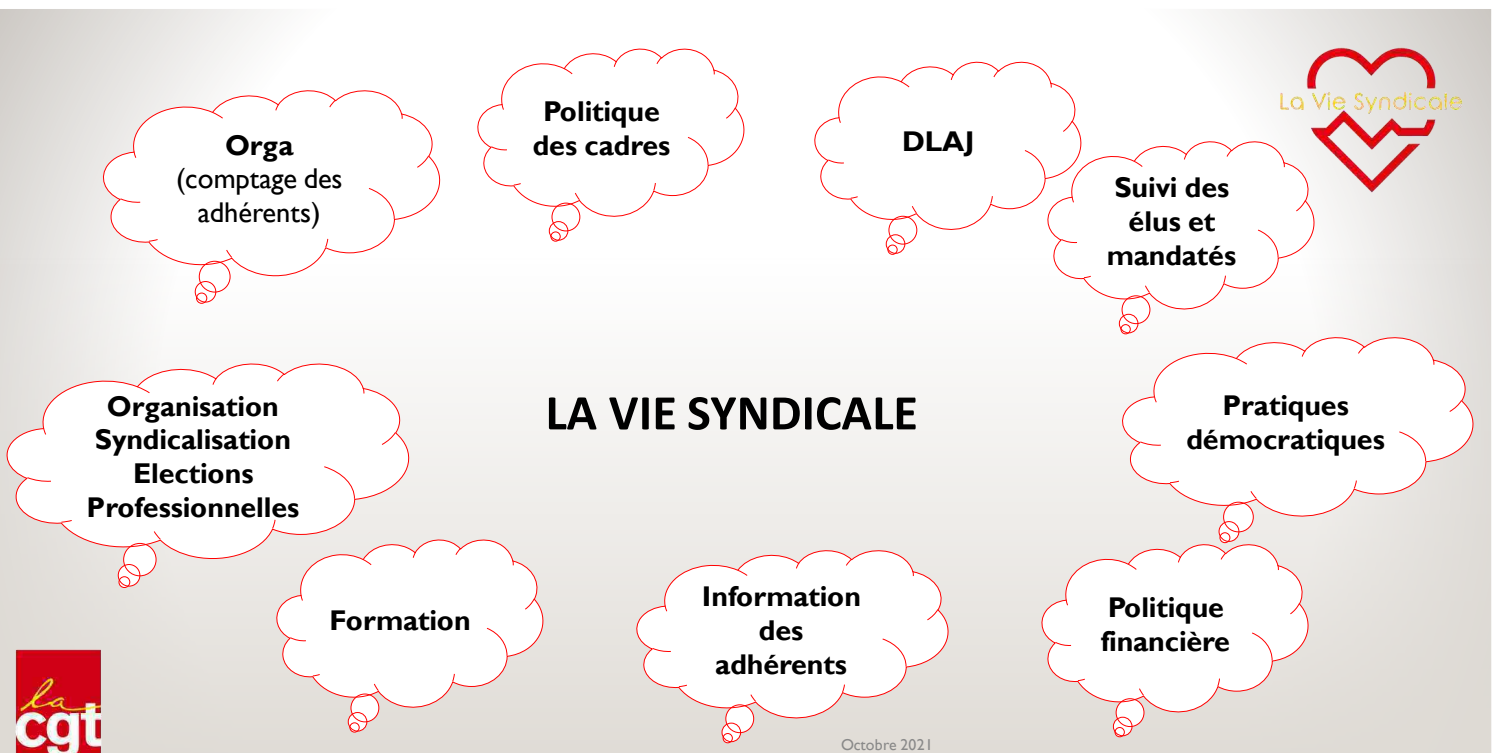 Politique
des cadres
DLAJ
La Vie Syndicale
Orga
(comptage des
adhérents)
Suivi des
élus et
mandatés
Organisation
Syndicalisation
Elections
Professionnelles
LA VIE SYNDICALE
Pratiques
démocratiques
Formation
Information
des
adhérents
Politique
financière
la
cgt
Octobre 2021